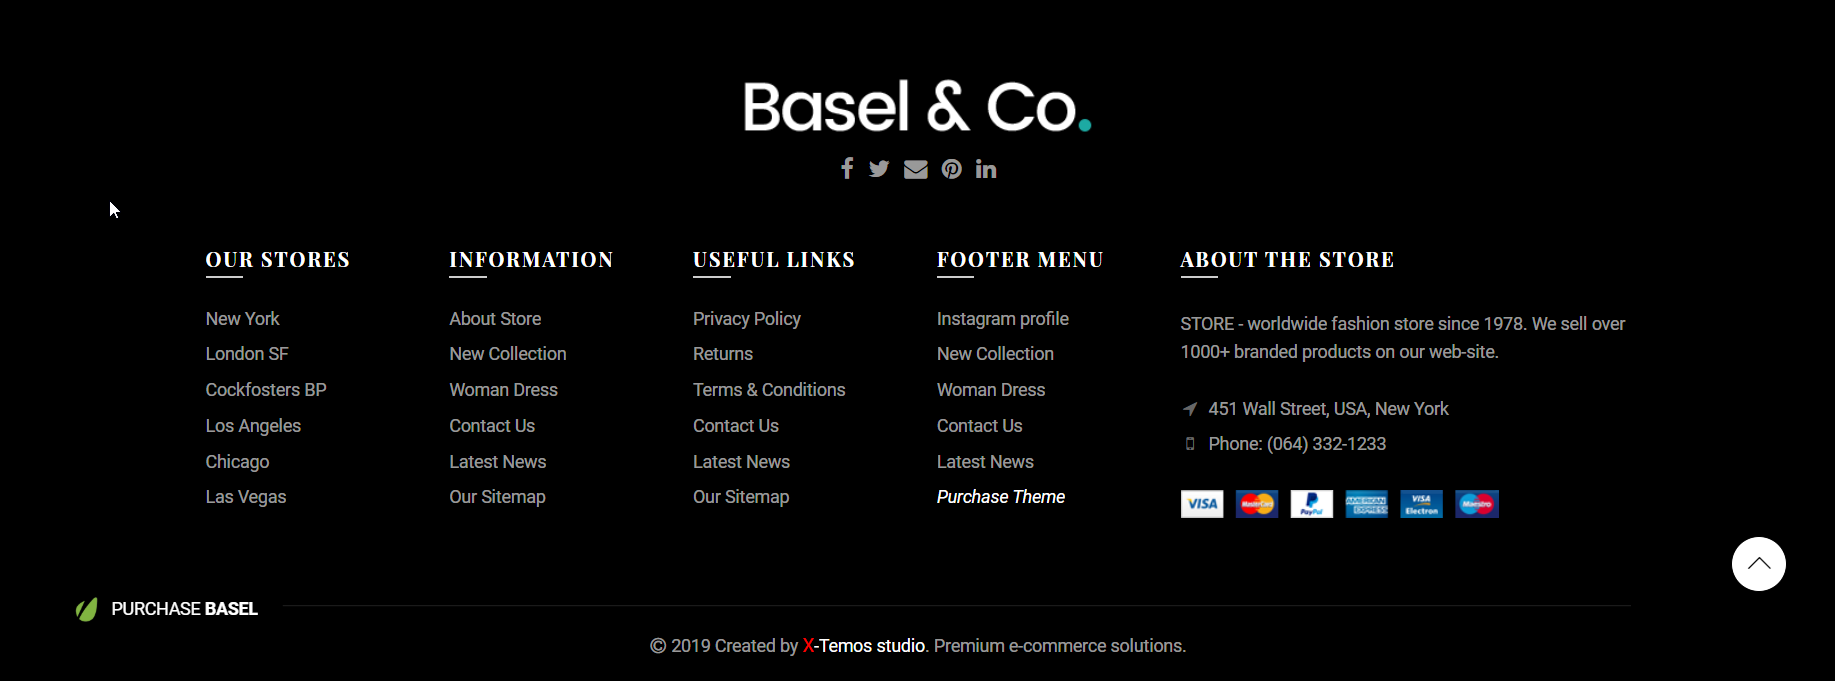 Basel & Co.
OUR STORES
New York
London SF
Cockfosters BP
Los Angeles
Chicago
Las Vegas
INFORMATION
About Store
New Collection
Woman Dress
Contact Us
Latest News
Our Sitemap
USEFUL LINKS
Privacy Policy
Returns
Terms & Conditions
Contact Us
Latest News
Our Sitemap
FOOTER MENU
Instagram profile
New Collection
Woman Dress
Contact Us
Latest News
Purchase Theme
ABOUT THE STORE
STORE - worldwide fashion store since 1978. We sell over
1000+ branded products on our web-site.
451 Wall Street, USA, New York
Phone: (064) 332-1233
VISA
MasterCard
PayPal
AMERICAN
EXPRESS
VISA
Electron
Maestro
PURCHASE BASEL
© 2019 Created by X-Temos studio. Premium e-commerce solutions.